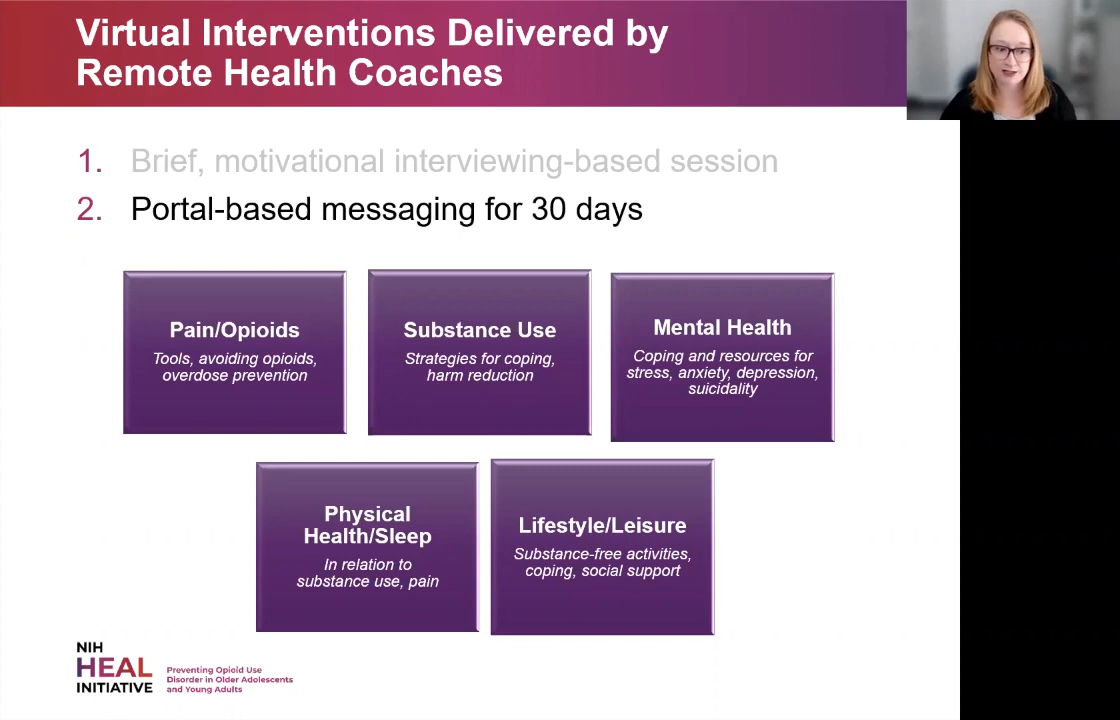 Virtual Interventions Delivered by
Remote Health Coaches
1. Brief, motivational interviewing-based session
2. Portal-based messaging for 30 days
Pain/Opioids
Tools, avoiding opioids,
overdose prevention
Substance Use
Strategies for coping,
harm reduction
Mental Health
Coping and resources for
stress, anxiety, depression,
suicidality
Physical
Health/Sleep
In relation to
substance use, pain
Lifestyle/Leisure
Substance-free activities,
coping, social support
NIH
HEAL
INITIATIVE
Preventing Opioid Use
Disorder in Older Adolescents
and Young Adults